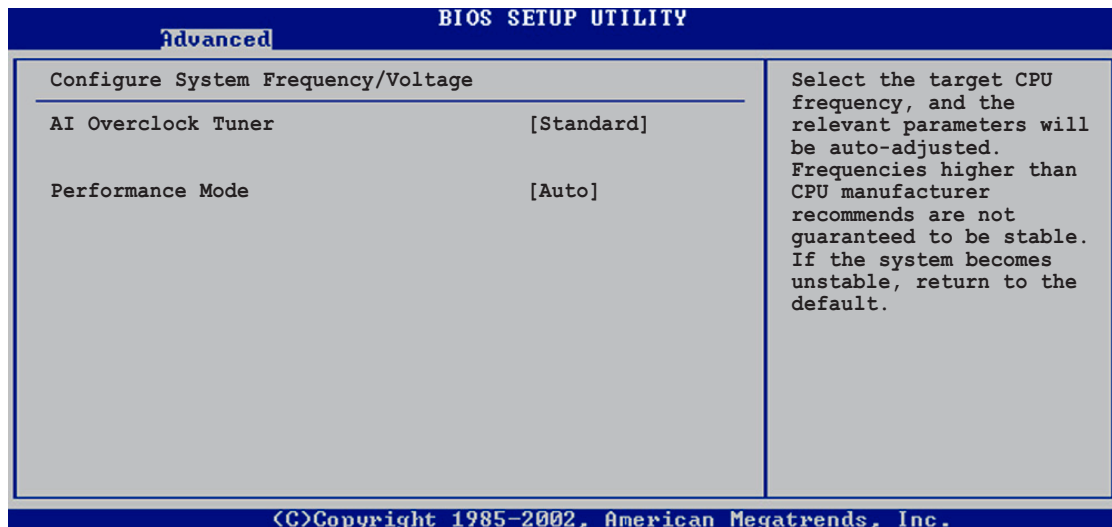 BIOS SETUP UTILITY
Advanced
Configure System Frequency/Voltage
AI Overclock Tuner [Standard]
Performance Mode [Auto]
Select the target CPU
frequency, and the
relevant parameters will
be auto-adjusted.
Frequencies higher than
CPU manufacturer
recommends are not
guaranteed to be stable.
If the system becomes
unstable, return to the
default.
(C)Copyright 1985-2002, American Megatrends, Inc.